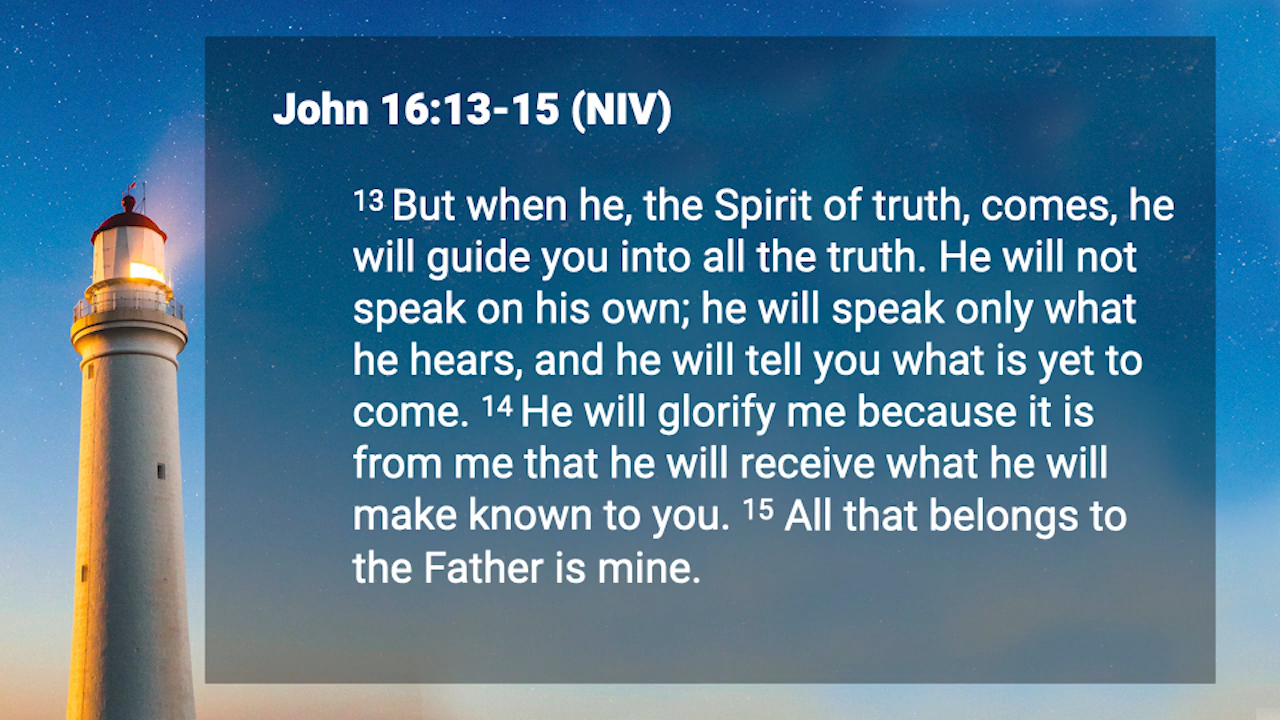 John 16:13-15 (NIV)
13 But when he, the Spirit of truth, comes, he
will guide you into all the truth. He will not
speak on his own; he will speak only what
he hears, and he will tell you what is yet to
come. 14 He will glorify me because it is
from me that he will receive what he will
make known to you. 15 All that belongs to
the Father is mine.